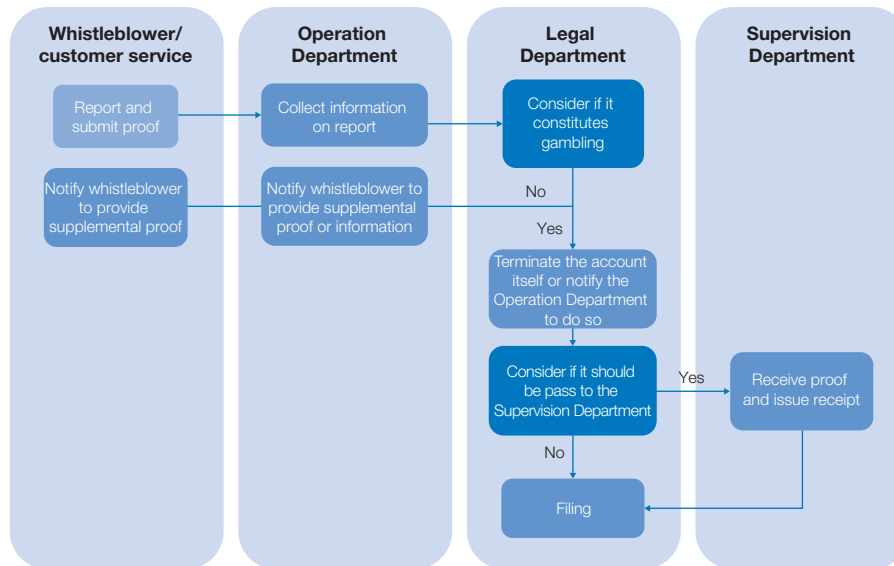 Whistleblower/
customer service
Operation
Department
Legal
Department
Supervision
Department
Report and
submit proof
Collect information
on report
Consider if it
constitutes
gambling
Notify whistleblower
to provide
supplemental proof
Notify whistleblower to
provide supplemental
proof or information
No
Yes
Terminate the account
itself or notify the
Operation Department
to do so
Consider if it should
be pass to the
Supervision Department
Yes
Receive proof
and issue receipt
No
Filing